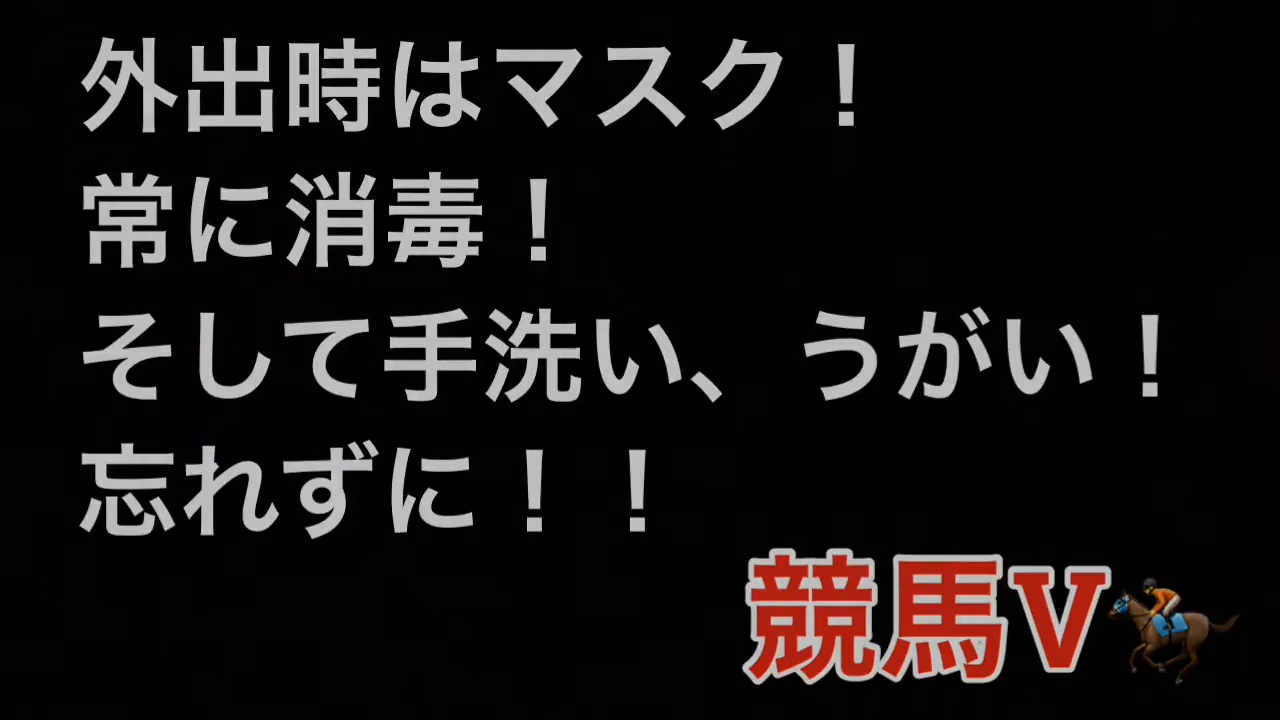 外出時はマスク！
常に消毒！
そして手洗い、うがい！
忘れずに！！
競馬V